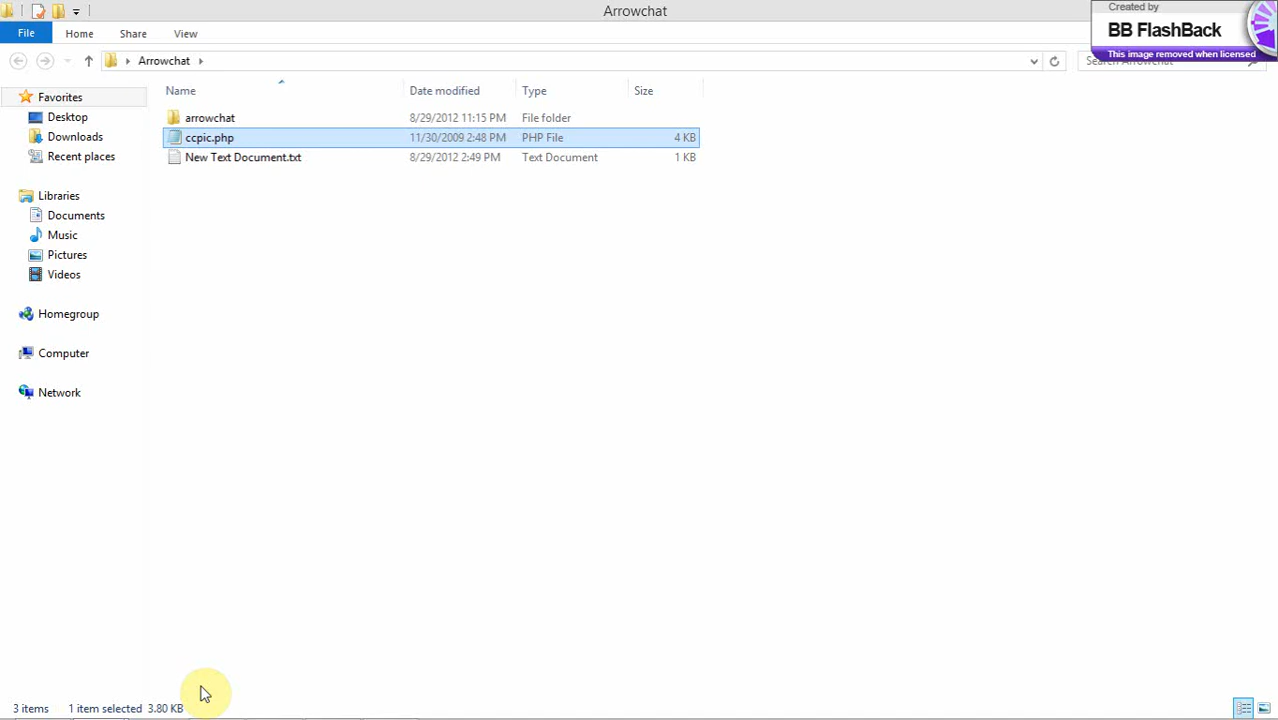 Arrowchat
Created by
BB FlashBack
This image removed when licensed
File Home Share View
Arrowchat
Search Arrowchat
Name Date modified Type Size
Favorites
Desktop
Downloads
Recent places
Libraries
Documents
Music
Pictures
Videos
Homegroup
Computer
Network
arrowchat 8/29/2012 11:15 PM File folder
ccpic.php 11/30/2009 2:48 PM PHP File 4 KB
New Text Document.txt 8/29/2012 2:49 PM Text Document 1 KB
3 items 1 item selected 3.80 KB